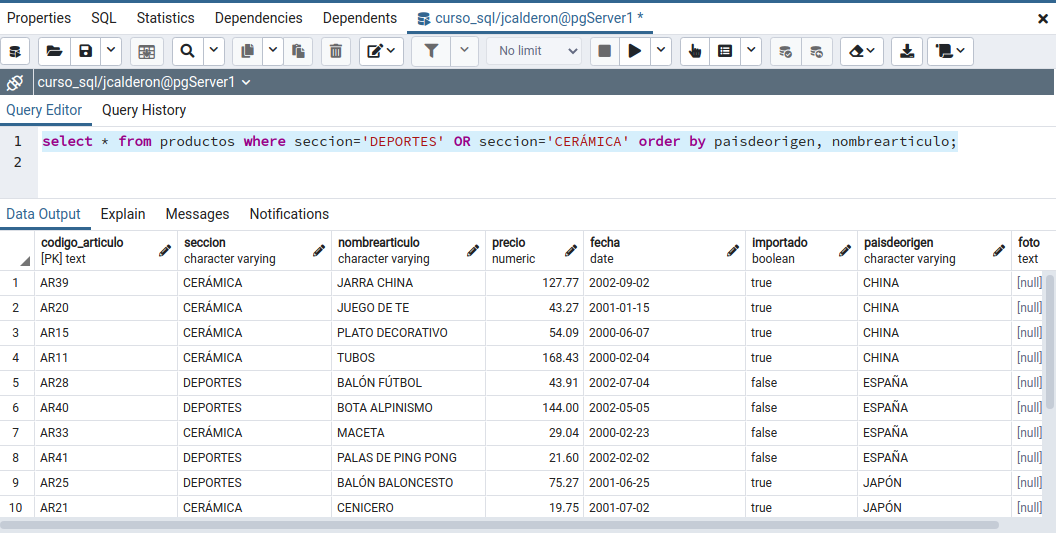 Properties SQL Statistics Dependencies Dependents curso_sql/jcalderon@pgServer1 *
No limit
curso_sql/jcalderon@pgServer1
Query Editor Query History
1 select * from productos where seccion='DEPORTES' OR seccion='CERÁMICA' order by paisdeorigen, nombrearticulo;
2
Data Output Explain Messages Notifications
codigo_articulo seccion nombrearticulo precio fecha importado paisdeorigen foto
[PK] text character varying character varying numeric date boolean character varying text
1 AR39 CERÁMICA JARRA CHINA 127.77 2002-09-02 true CHINA [null]
2 AR20 CERÁMICA JUEGO DE TE 43.27 2001-01-15 true CHINA [null]
3 AR15 CERÁMICA PLATO DECORATIVO 54.09 2000-06-07 true CHINA [null]
4 AR11 CERÁMICA TUBOS 168.43 2000-02-04 true CHINA [null]
5 AR28 DEPORTES BALÓN FÚTBOL 43.91 2002-07-04 false ESPAÑA [null]
6 AR40 DEPORTES BOTA ALPINISMO 144.00 2002-05-05 false ESPAÑA [null]
7 AR33 CERÁMICA MACETA 29.04 2000-02-23 false ESPAÑA [null]
8 AR41 DEPORTES PALAS DE PING PONG 21.60 2002-02-02 false ESPAÑA [null]
9 AR25 DEPORTES BALÓN BALONCESTO 75.27 2001-06-25 true JAPÓN [null]
10 AR21 CERÁMICA CENICERO 19.75 2001-07-02 true JAPÓN [null]